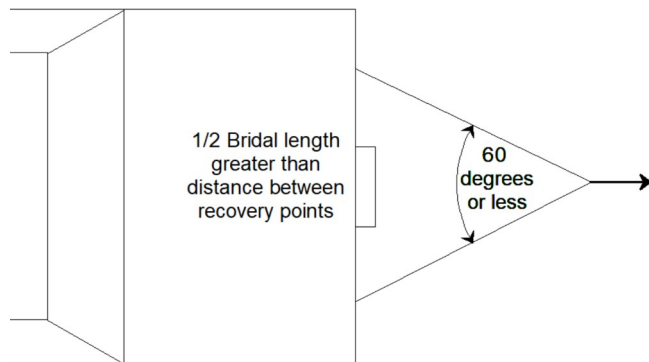 1/2 Bridal length
greater than
distance between
recovery points
60
degrees
or less